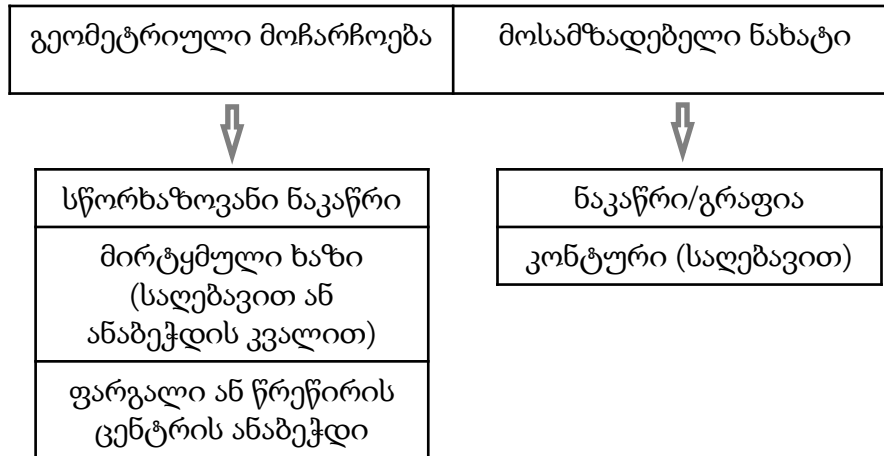 გეომეტრიული მოჩარჩოება
მოსამზადებელი ნახატი
სწორხაზოვანი ნაკაწრი
მირტყმული ხაზი
(საღებავით ან
ანაბეჭდის კვალით)
ფარგალი ან წრეწირის
ცენტრის ანაბეჭდი
ნაკაწრი/გრაფია
კონტური (საღებავით)